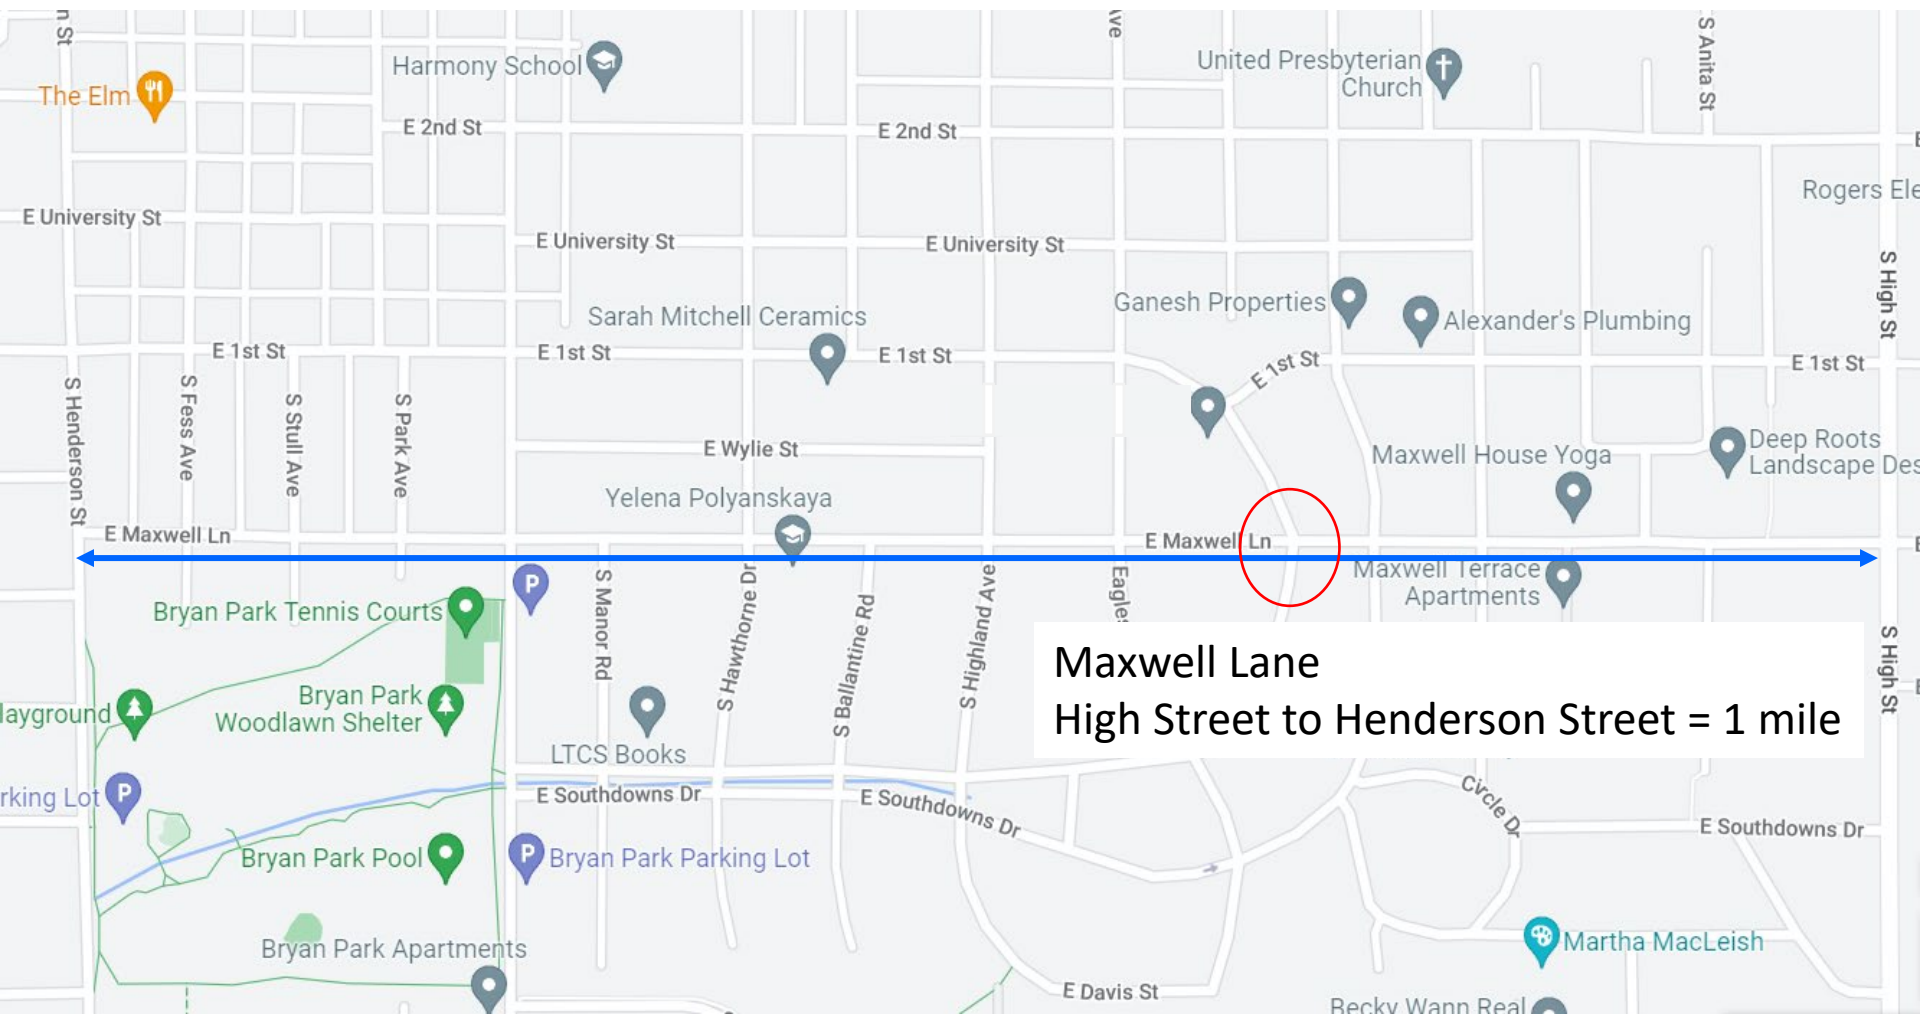 n St
Harmony School
United Presbyterian
Church
S Anita St
ve
The Elm
E 2nd St
E 2nd St
Rogers Ele
E University St
E University St
E University St
S High St
Ganesh Properties
Sarah Mitchell Ceramics
Alexander's Plumbing
E 1st St
E 1st St
E 1st St
E 1st St
E 1st St
S Henderson St
S Fess Ave
S Stull Ave
S Park Ave
E Wylie St
Maxwell House Yoga
Deep Roots
Landscape Des
Yelena Polyanskaya
E Maxwell Ln
E Maxwell Ln
Maxwell Terrace
Apartments
P
S Manor Rd
S Hawthorne Dr
S Ballantine Rd
S Highland Ave
Eagles
Bryan Park Tennis Courts
Maxwell Lane
High Street to Henderson Street = 1 mile
S High St
Bryan Park
Woodlawn Shelter
layground
LTCS Books
rking Lot
P
E Southdowns Dr
E Southdowns Dr
Circle Dr
E Southdowns Dr
Bryan Park Pool
P
Bryan Park Parking Lot
Bryan Park Apartments
Martha MacLeish
E Davis St
Becky Wann Real